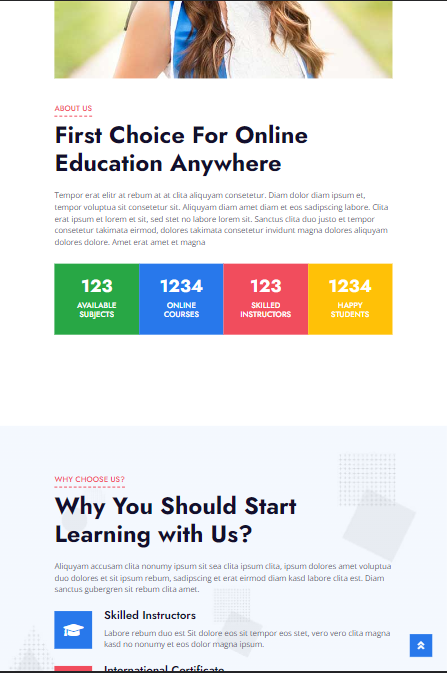 ABOUT US
First Choice For Online
Education Anywhere
Tempor erat elitr at rebum at at clita aliquyam consetetur. Diam dolor diam ipsum et,
tempor voluptua sit consetetur sit. Aliquyam diam amet diam et eos sadipscing labore. Clita
erat ipsum et lorem et sit, sed stet no labore lorem sit. Sanctus clita duo justo et tempor
consetetur takimata eirmod, dolores takimata consetetur invidunt magna dolores aliquyam
dolores dolore. Amet erat amet et magna
123 1234 123 1234
AVAILABLE ONLINE SKILLED HAPPY
SUBJECTS COURSES INSTRUCTORS STUDENTS
WHY CHOOSE US?
Why You Should Start
Learning with Us?
Aliquyam accusam clita nonumy ipsum sit sea clita ipsum clita, ipsum dolores amet voluptua
duo dolores et sit ipsum rebum, sadipscing et erat eirmod diam kasd labore clita est. Diam
sanctus gubergren sit rebum clita amet.
Skilled Instructors
Labore rebum duo est Sit dolore eos sit tempor eos stet, vero vero clita magna
kasd no nonumy et eos dolor magna ipsum.
International Certificate